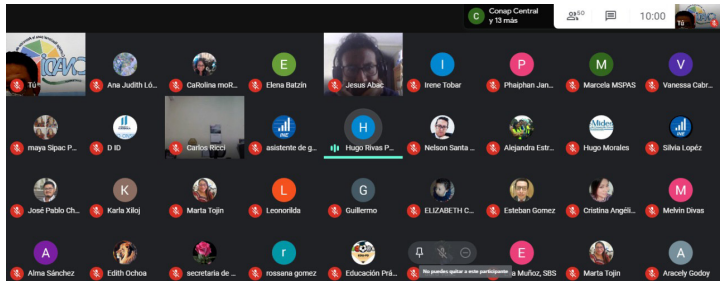 C Conap Central
y 13 más
50
10:00
Tú
Tú
Ana Judith Ló...
CaRolina moR...
E
Elena Batzín
Jesus Abac
I
Irene Tobar
P
Phaiphan Jan...
M
Marcela MSPAS
V
Vanessa Cabr...
maya Sipac P...
D ID
Carlos Ricci
INE
asistente de g...
H
Hugo Rivas P...
Nelson Santa ...
Alejandra Estr...
Mides
Hugo Morales
INE
Silvia Lopéz
José Pablo Ch...
K
Karla Xiloj
Marta Tojin
L
Leonorilda
G
Guillermo
ELIZABETH C...
Esteban Gomez
Cristina Angéli...
M
Melvin Divas
A
Alma Sánchez
Edith Ochoa
secretaria de ...
r
rossana gomez
Educación Prá...
No puedes quitar a este participante
E
a Muñoz, SBS
Marta Tojin
A
Aracely Godoy